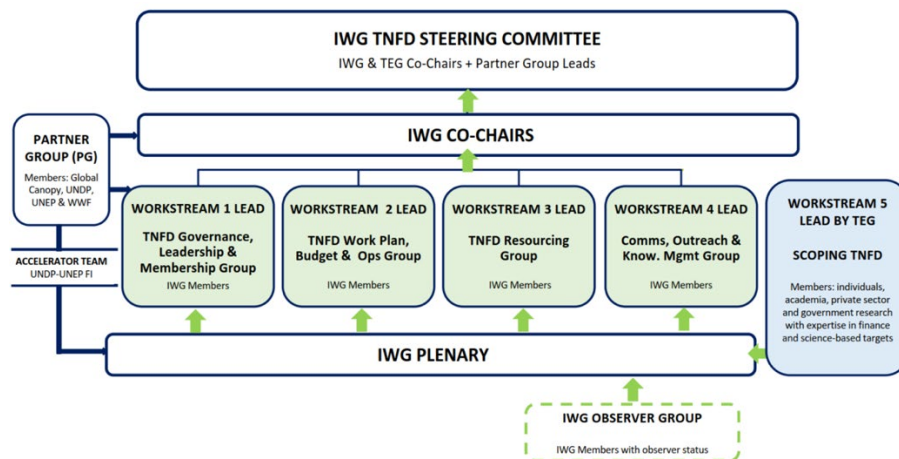 IWG TNFD STEERING COMMITTEE
IWG & TEG Co-Chairs + Partner Group Leads
IWG CO-CHAIRS
PARTNER
GROUP (PG)
Members: Global
Canopy, UNDP,
UNEP & WWF
ACCELERATOR TEAM
UNDP-UNEP FI
WORKSTREAM 1 LEAD
TNFD Governance,
Leadership &
Membership Group
IWG Members
WORKSTREAM 2 LEAD
TNFD Work Plan,
Budget & Ops Group
IWG Members
WORKSTREAM 3 LEAD
TNFD Resourcing
Group
IWG Members
WORKSTREAM 4 LEAD
Comms, Outreach &
Know. Mgmt Group
IWG Members
WORKSTREAM 5
LEAD BY TEG
SCOPING TNFD
Members: individuals,
academia, private sector
and government research
with expertise in finance
and science-based targets
IWG PLENARY
IWG OBSERVER GROUP
IWG Members with observer status